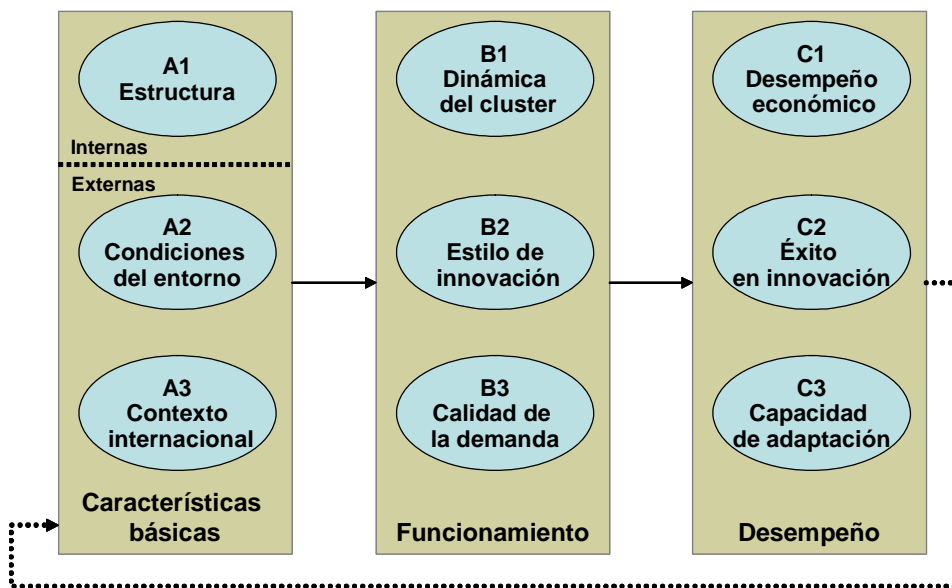 A1
Estructura
Internas
Externas
A2
Condiciones
del entorno
A3
Contexto
internacional
Características
básicas
B1
Dinámica
del cluster
B2
Estilo de
innovación
B3
Calidad de
la demanda
Funcionamiento
C1
Desempeño
económico
C2
Éxito
en innovación
C3
Capacidad
de adaptación
Desempeño